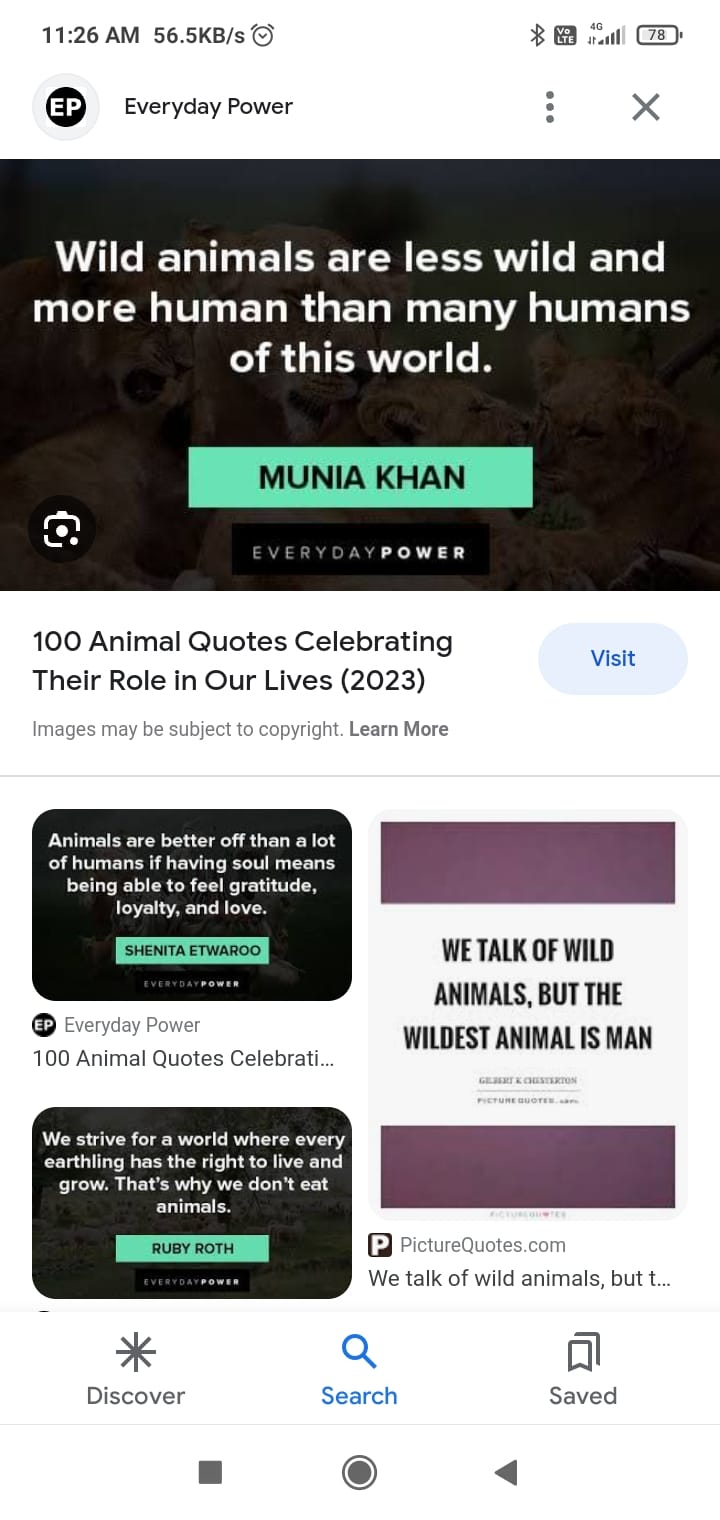 11:26 AM 56.5KB/s
Vo LTE 4G 78
EP Everyday Power
Wild animals are less wild and
more human than many humans
of this world.
MUNIA KHAN
EVERYDAYPOWER
100 Animal Quotes Celebrating
Their Role in Our Lives (2023)
Visit
Images may be subject to copyright. Learn More
Animals are better off than a lot
of humans if having soul means
being able to feel gratitude,
loyalty, and love.
SHENITA ETWAROO
EVERYDAYPOWER
EP Everyday Power
100 Animal Quotes Celebrati...
We strive for a world where every
earthling has the right to live and
grow. That's why we don't eat
animals.
RUBY ROTH
EVERYDAYPOWER
WE TALK OF WILD
ANIMALS, BUT THE
WILDEST ANIMAL IS MAN
GILBERT K CHESTERTON
PICTUREQUOTES.com
PICTUREQUOTES
P PictureQuotes.com
We talk of wild animals, but t...
Discover
Search
Saved